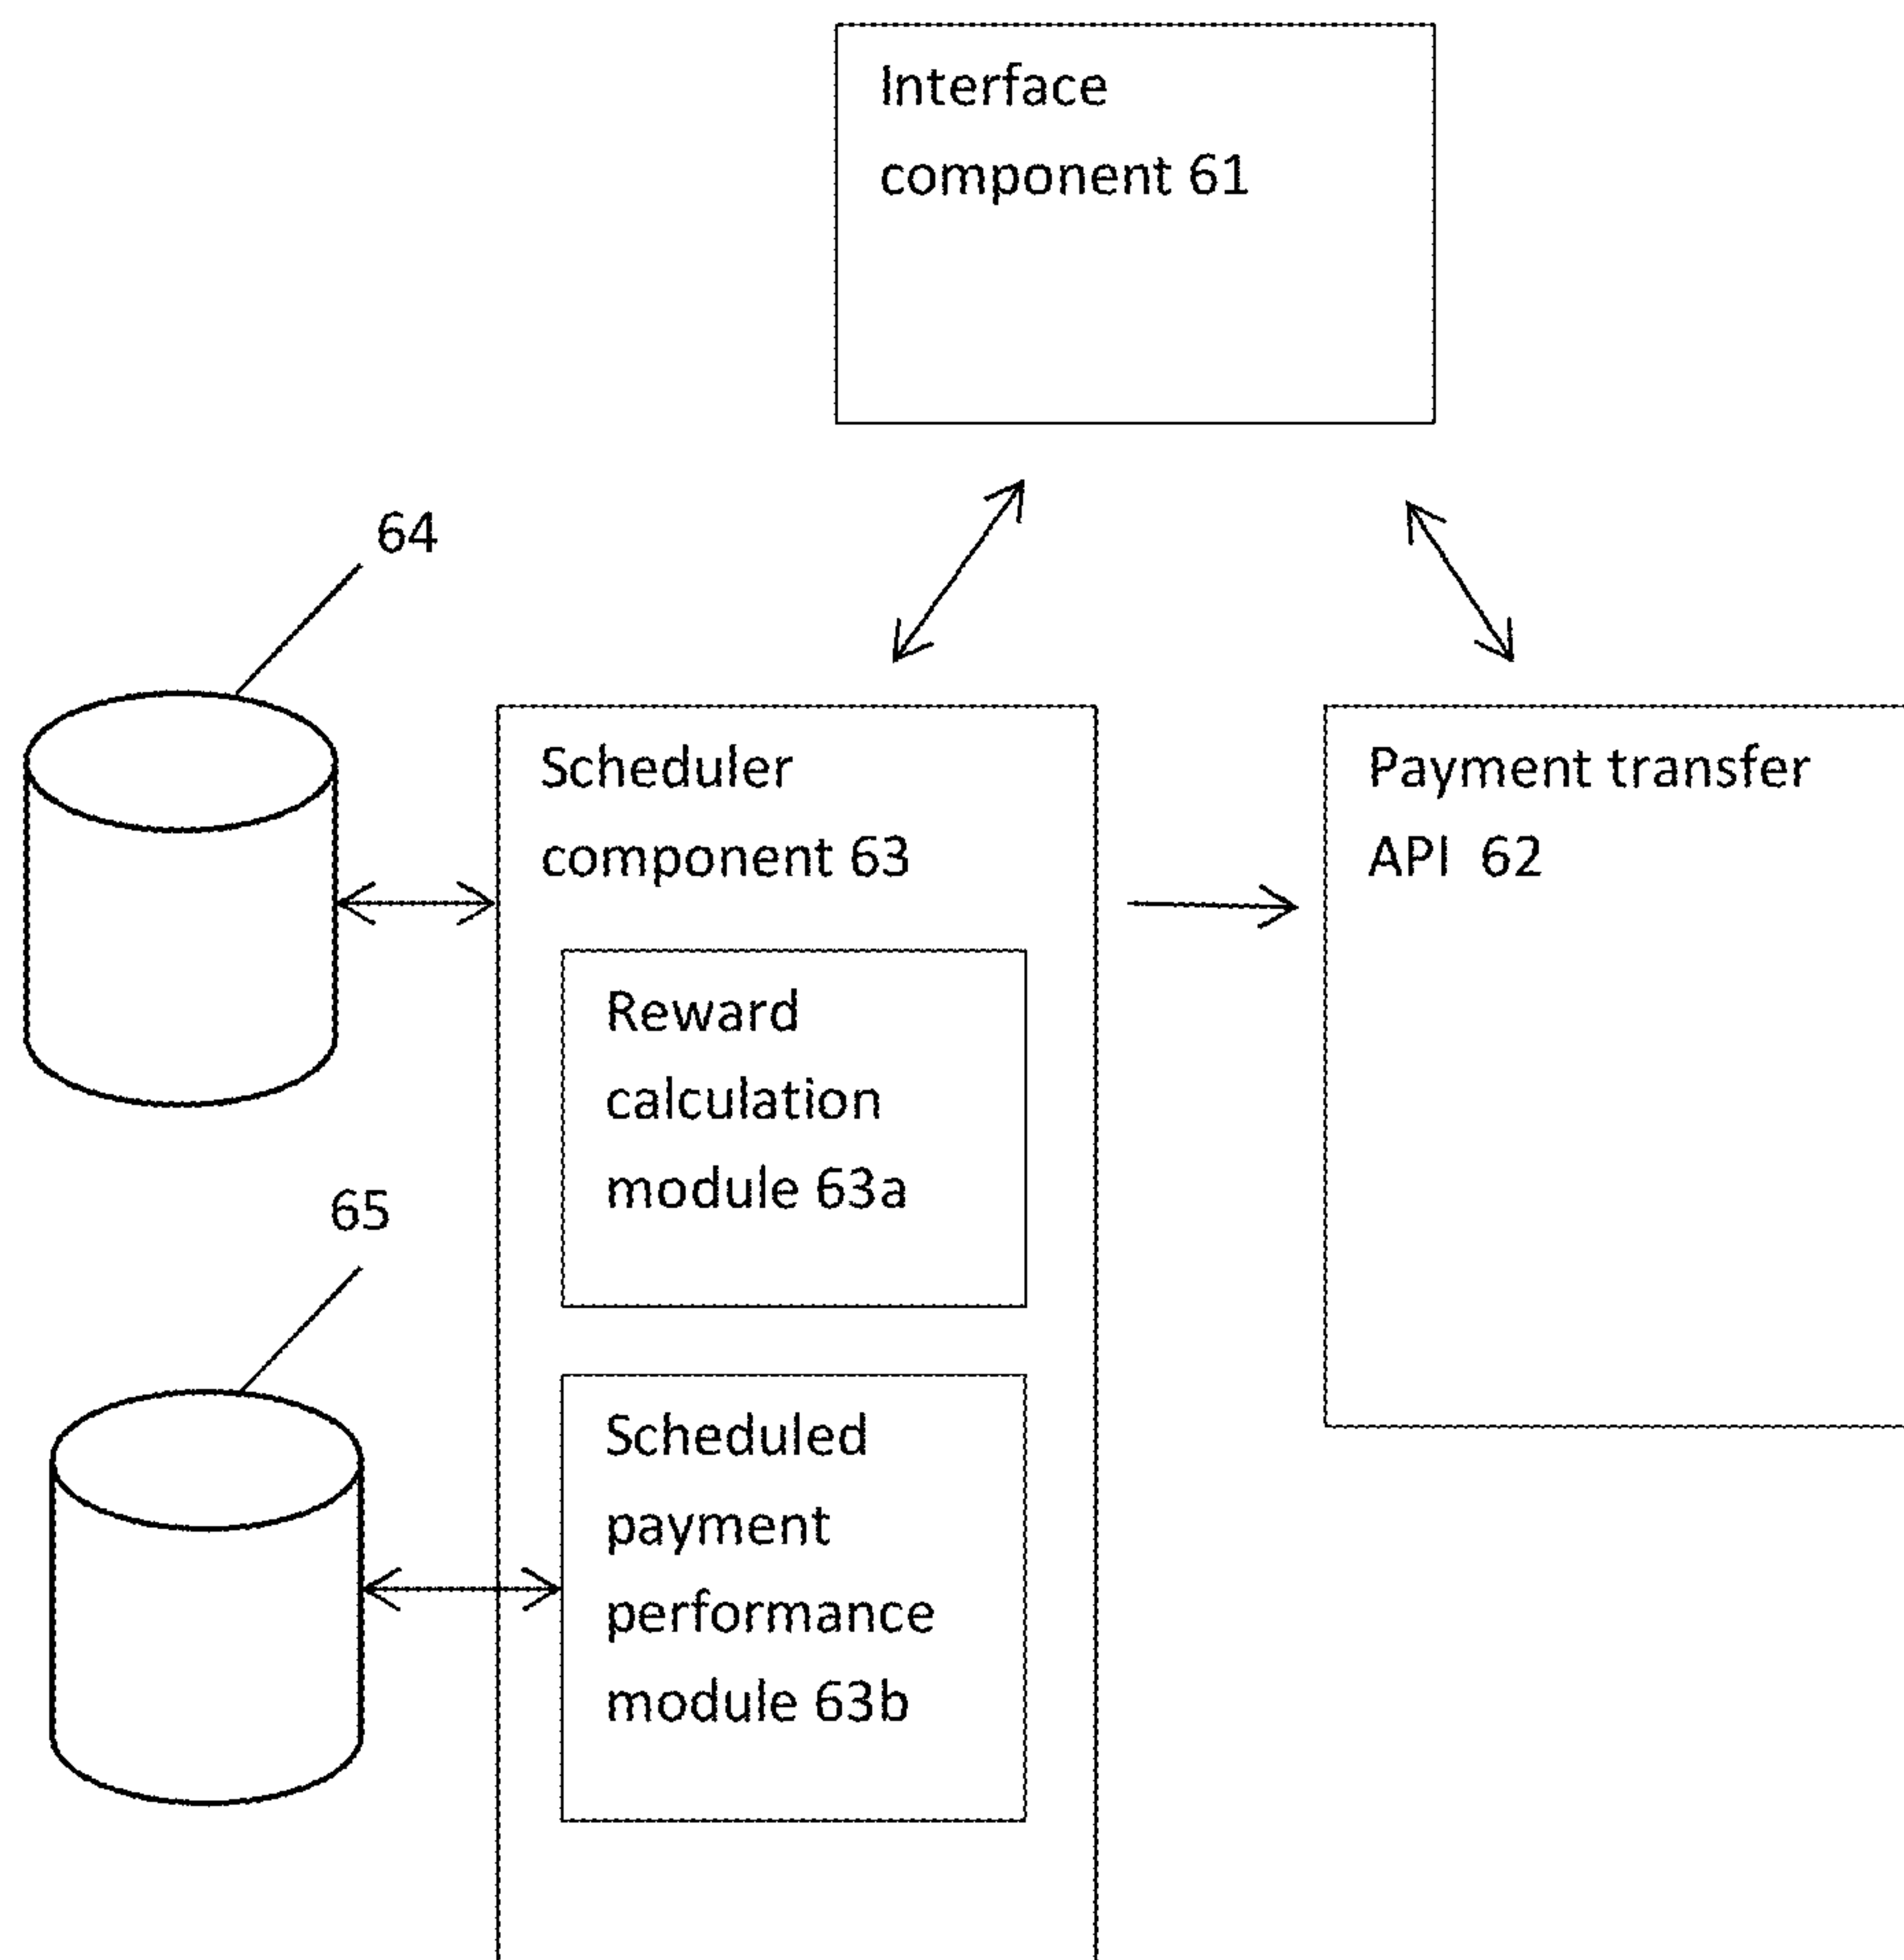 Interface
component 61
64
Scheduler
component 63
Payment transfer
API 62
Reward
calculation
module 63a
65
Scheduled
payment
performance
module 63b